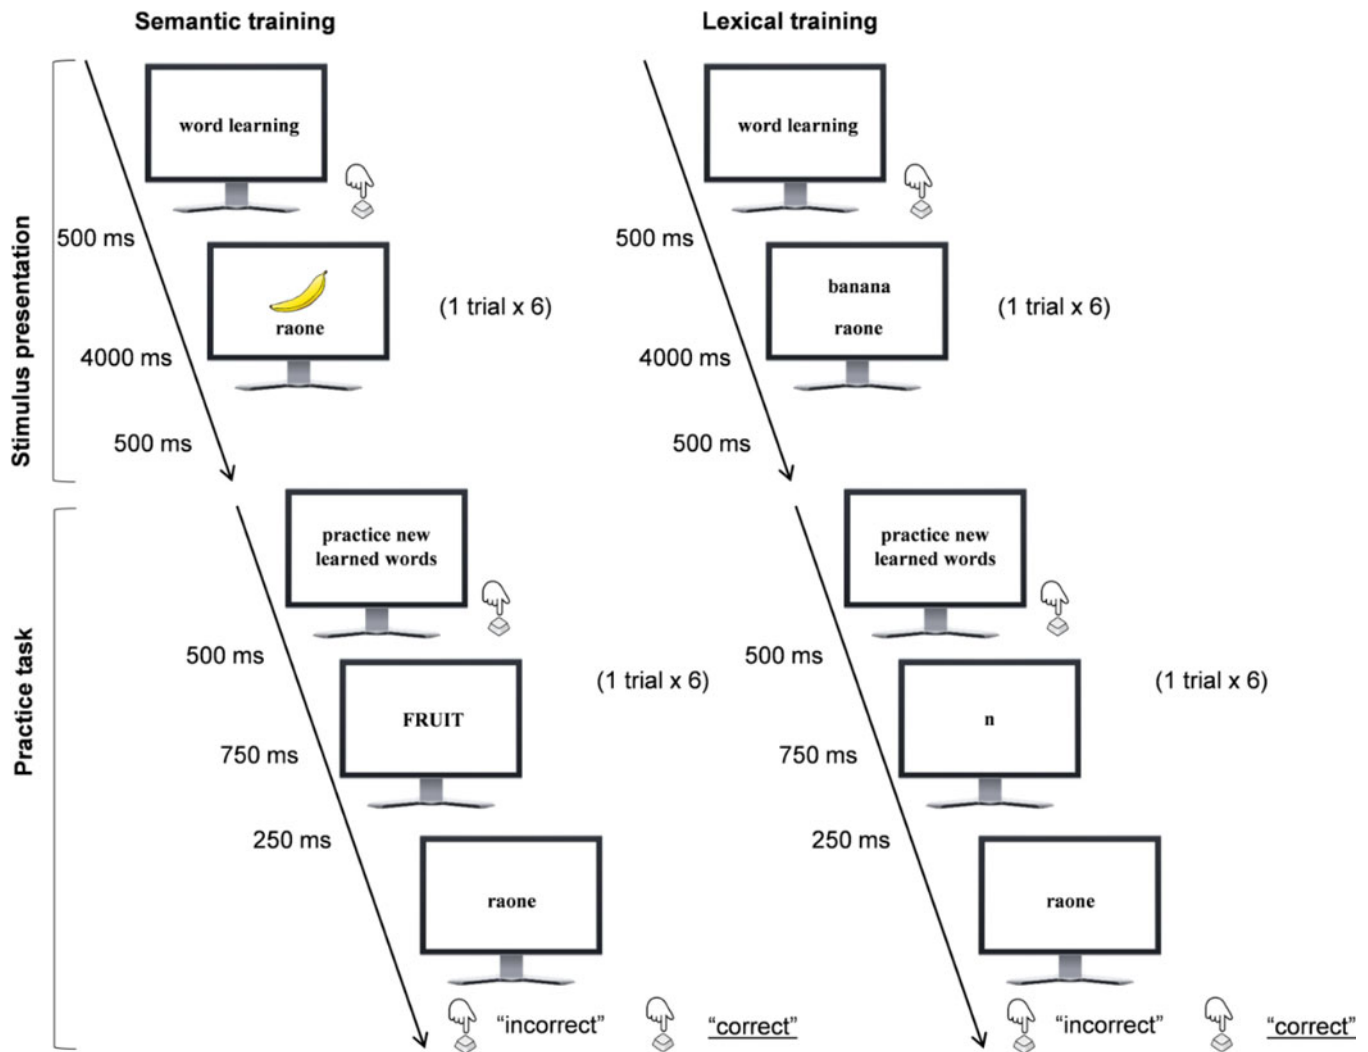 Semantic training
Lexical training
Stimulus presentation
word learning
500 ms
raone
(1 trial x 6)
4000 ms
500 ms
word learning
500 ms
banana
raone
(1 trial x 6)
4000 ms
500 ms
Practice task
practice new
learned words
500 ms
(1 trial x 6)
FRUIT
750 ms
250 ms
raone
"incorrect"
"correct"
practice new
learned words
500 ms
(1 trial x 6)
n
750 ms
250 ms
raone
"incorrect"
"correct"